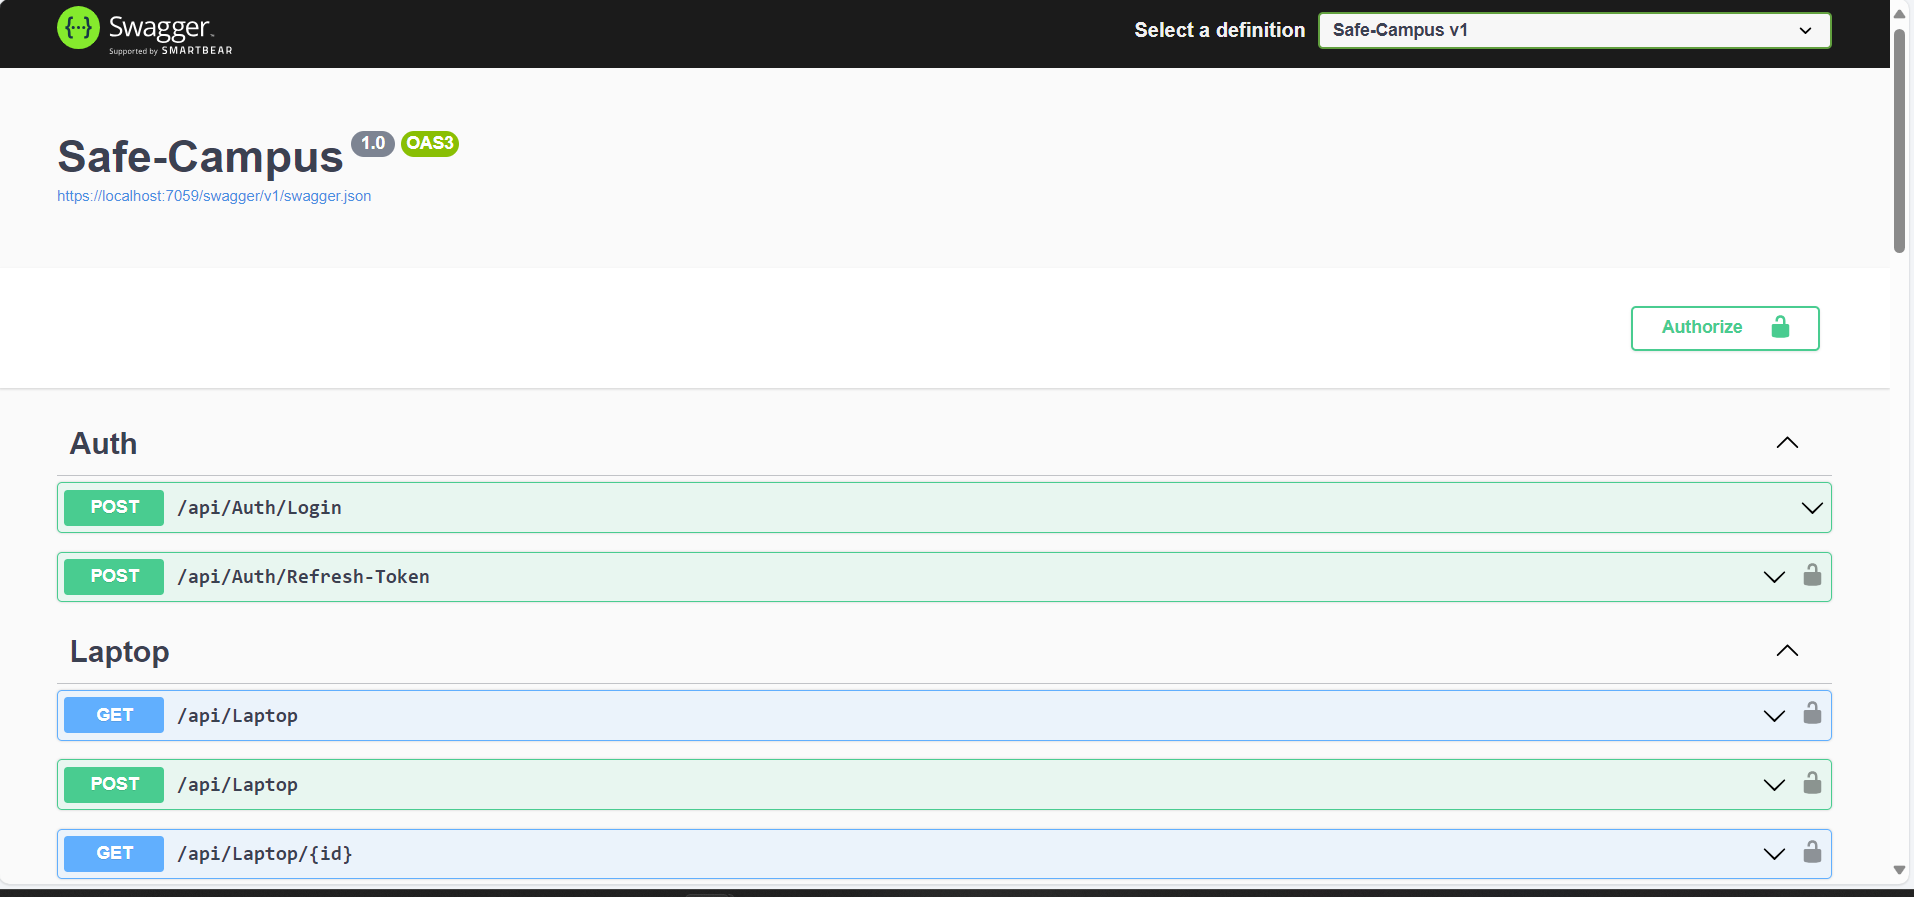 Swagger.
Supported by SMARTBEAR
Select a definition
Safe-Campus v1
Safe-Campus 1.0 OAS3
https://localhost:7059/swagger/v1/swagger.json
Authorize
Auth
POST /api/Auth/Login
POST /api/Auth/Refresh-Token
Laptop
GET /api/Laptop
POST /api/Laptop
GET /api/Laptop/{id}